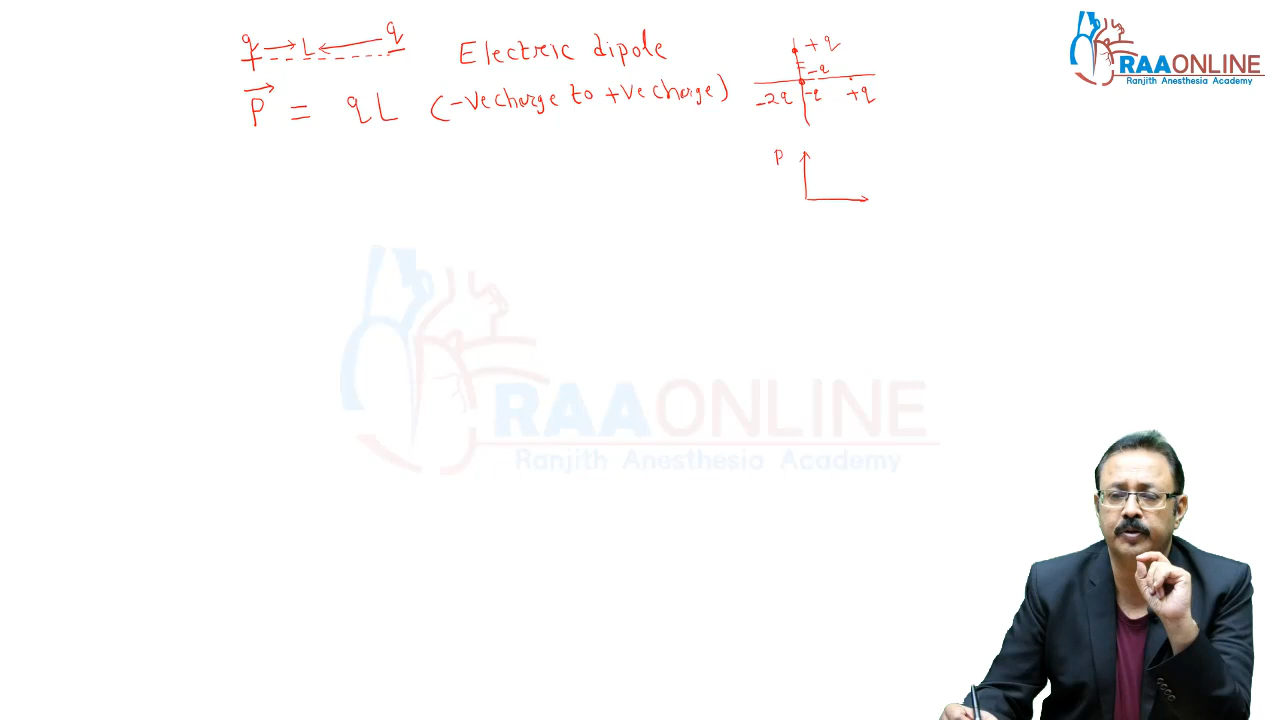 q → L ← q
Electric dipole
P = qL (-Ve charge to +Ve charge)
+q
-q
-2q -q +q
P
RAAONLINE
Ranjith Anesthesia Academy
RAAONLINE
Ranjith Anesthesia Academy